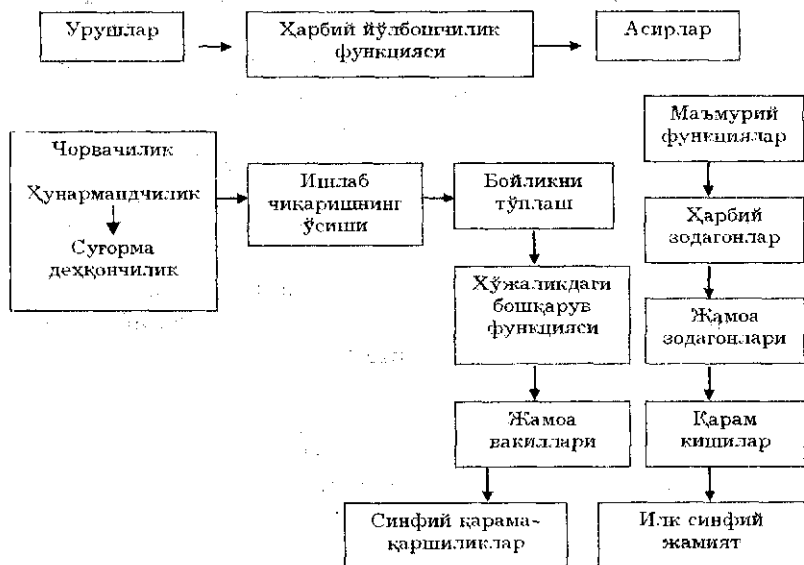 Урушлар
Ҳарбий йўлбошчилик
функцияси
Асирлар
Чорвачилик
Ҳунармандчилик
Суғорма
деҳқончилик
Ишлаб
чиқаришнинг
ўсиши
Бойликни
тўплаш
Хўжаликдаги
бошқарув
функцияси
Жамоа
вакиллари
Синфий қарама-
қаршиликлар
Маъмурий
функциялар
Ҳарбий
зодагонлар
Жамоа
зодагонлари
Қарам
кишилар
Илк синфий
жамият